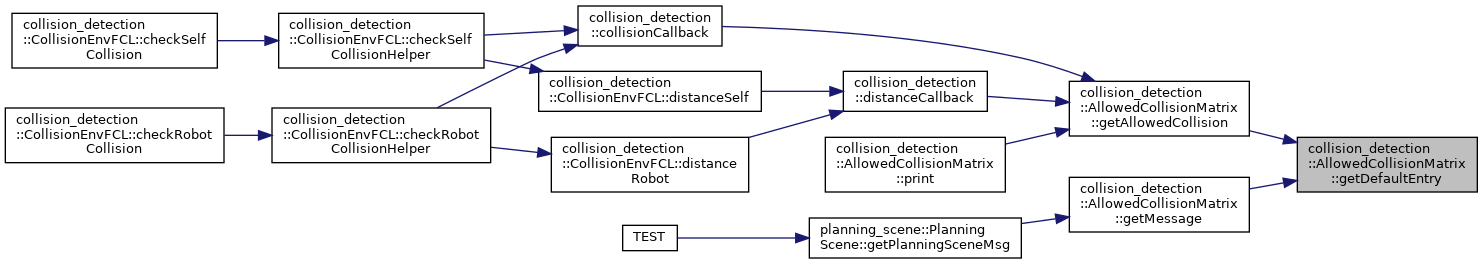 collision_detection
::CollisionEnvFCL::checkSelf
Collision
collision_detection
::CollisionEnvFCL::checkSelf
CollisionHelper
collision_detection
::collisionCallback
collision_detection
::CollisionEnvFCL::distanceSelf
collision_detection
::distanceCallback
collision_detection
::AllowedCollisionMatrix
::getAllowedCollision
collision_detection
::CollisionEnvFCL::checkRobot
Collision
collision_detection
::CollisionEnvFCL::checkRobot
CollisionHelper
collision_detection
::CollisionEnvFCL::distance
Robot
collision_detection
::AllowedCollisionMatrix
::print
collision_detection
::AllowedCollisionMatrix
::getDefaultEntry
collision_detection
::AllowedCollisionMatrix
::getMessage
TEST
planning_scene::Planning
Scene::getPlanningSceneMsg